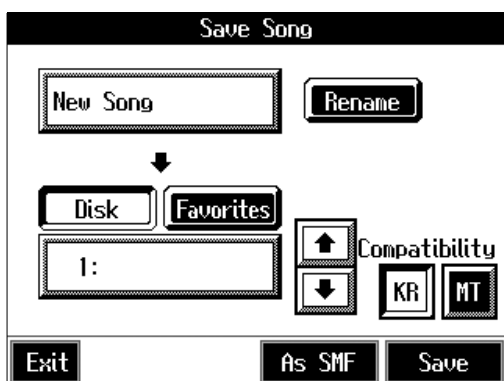 Save Song
New Song
Rename
Disk
Favorites
1:
Compatibility
KR
MT
Exit
As SMF
Save